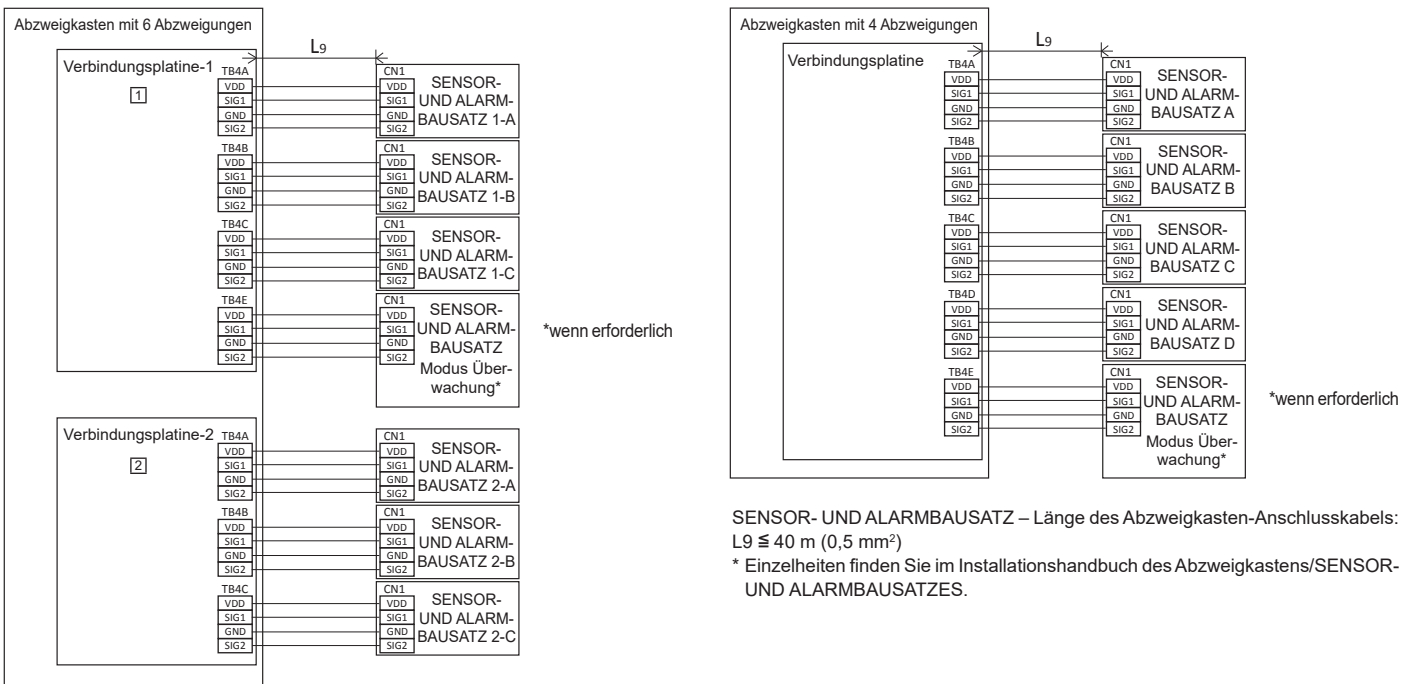 Abzweigkasten mit 6 Abzweigungen
L9
Verbindungsplatine-1
1
TB4A
VDD
SIG1
GND
SIG2
CN1
VDD
SIG1
GND
SIG2
SENSOR-
UND ALARM-
BAUSATZ 1-A
TB4B
VDD
SIG1
GND
SIG2
CN1
VDD
SIG1
GND
SIG2
SENSOR-
UND ALARM-
BAUSATZ 1-B
TB4C
VDD
SIG1
GND
SIG2
CN1
VDD
SIG1
GND
SIG2
SENSOR-
UND ALARM-
BAUSATZ 1-C
TB4E
VDD
SIG1
GND
SIG2
CN1
VDD
SIG1
GND
SIG2
SENSOR-
UND ALARM-
BAUSATZ
Modus Über-
wachung*
*wenn erforderlich
Verbindungsplatine-2
2
TB4A
VDD
SIG1
GND
SIG2
CN1
VDD
SIG1
GND
SIG2
SENSOR-
UND ALARM-
BAUSATZ 2-A
TB4B
VDD
SIG1
GND
SIG2
CN1
VDD
SIG1
GND
SIG2
SENSOR-
UND ALARM-
BAUSATZ 2-B
TB4C
VDD
SIG1
GND
SIG2
CN1
VDD
SIG1
GND
SIG2
SENSOR-
UND ALARM-
BAUSATZ 2-C
Abzweigkasten mit 4 Abzweigungen
L9
Verbindungsplatine
TB4A
VDD
SIG1
GND
SIG2
CN1
VDD
SIG1
GND
SIG2
SENSOR-
UND ALARM-
BAUSATZ A
TB4B
VDD
SIG1
GND
SIG2
CN1
VDD
SIG1
GND
SIG2
SENSOR-
UND ALARM-
BAUSATZ B
TB4C
VDD
SIG1
GND
SIG2
CN1
VDD
SIG1
GND
SIG2
SENSOR-
UND ALARM-
BAUSATZ C
TB4D
VDD
SIG1
GND
SIG2
CN1
VDD
SIG1
GND
SIG2
SENSOR-
UND ALARM-
BAUSATZ D
TB4E
VDD
SIG1
GND
SIG2
CN1
VDD
SIG1
GND
SIG2
SENSOR-
UND ALARM-
BAUSATZ
Modus Über-
wachung*
*wenn erforderlich
SENSOR- UND ALARMBAUSATZ – Länge des Abzweigkasten-Anschlusskabels:
L9 ≦ 40 m (0,5 mm²)
* Einzelheiten finden Sie im Installationshandbuch des Abzweigkastens/SENSOR-
UND ALARMBAUSATZES.